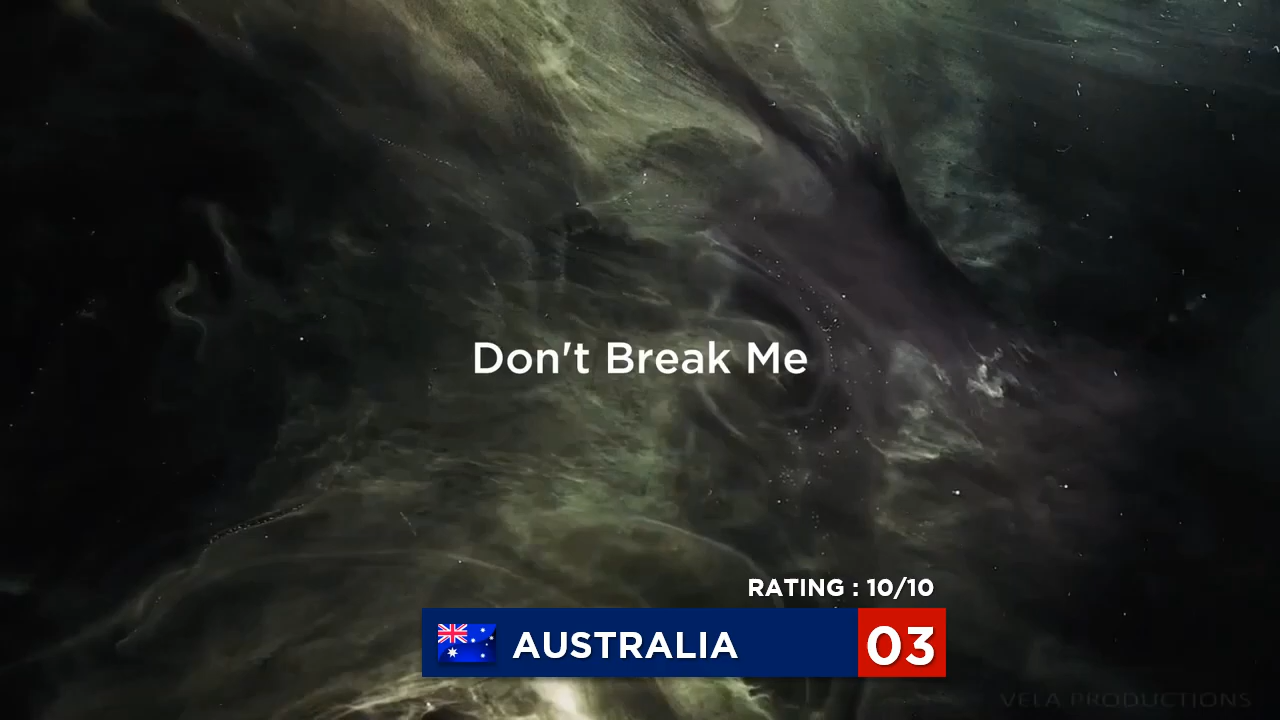 Don't Break Me
RATING : 10/10
AUSTRALIA
03
VELA PRODUCTIONS